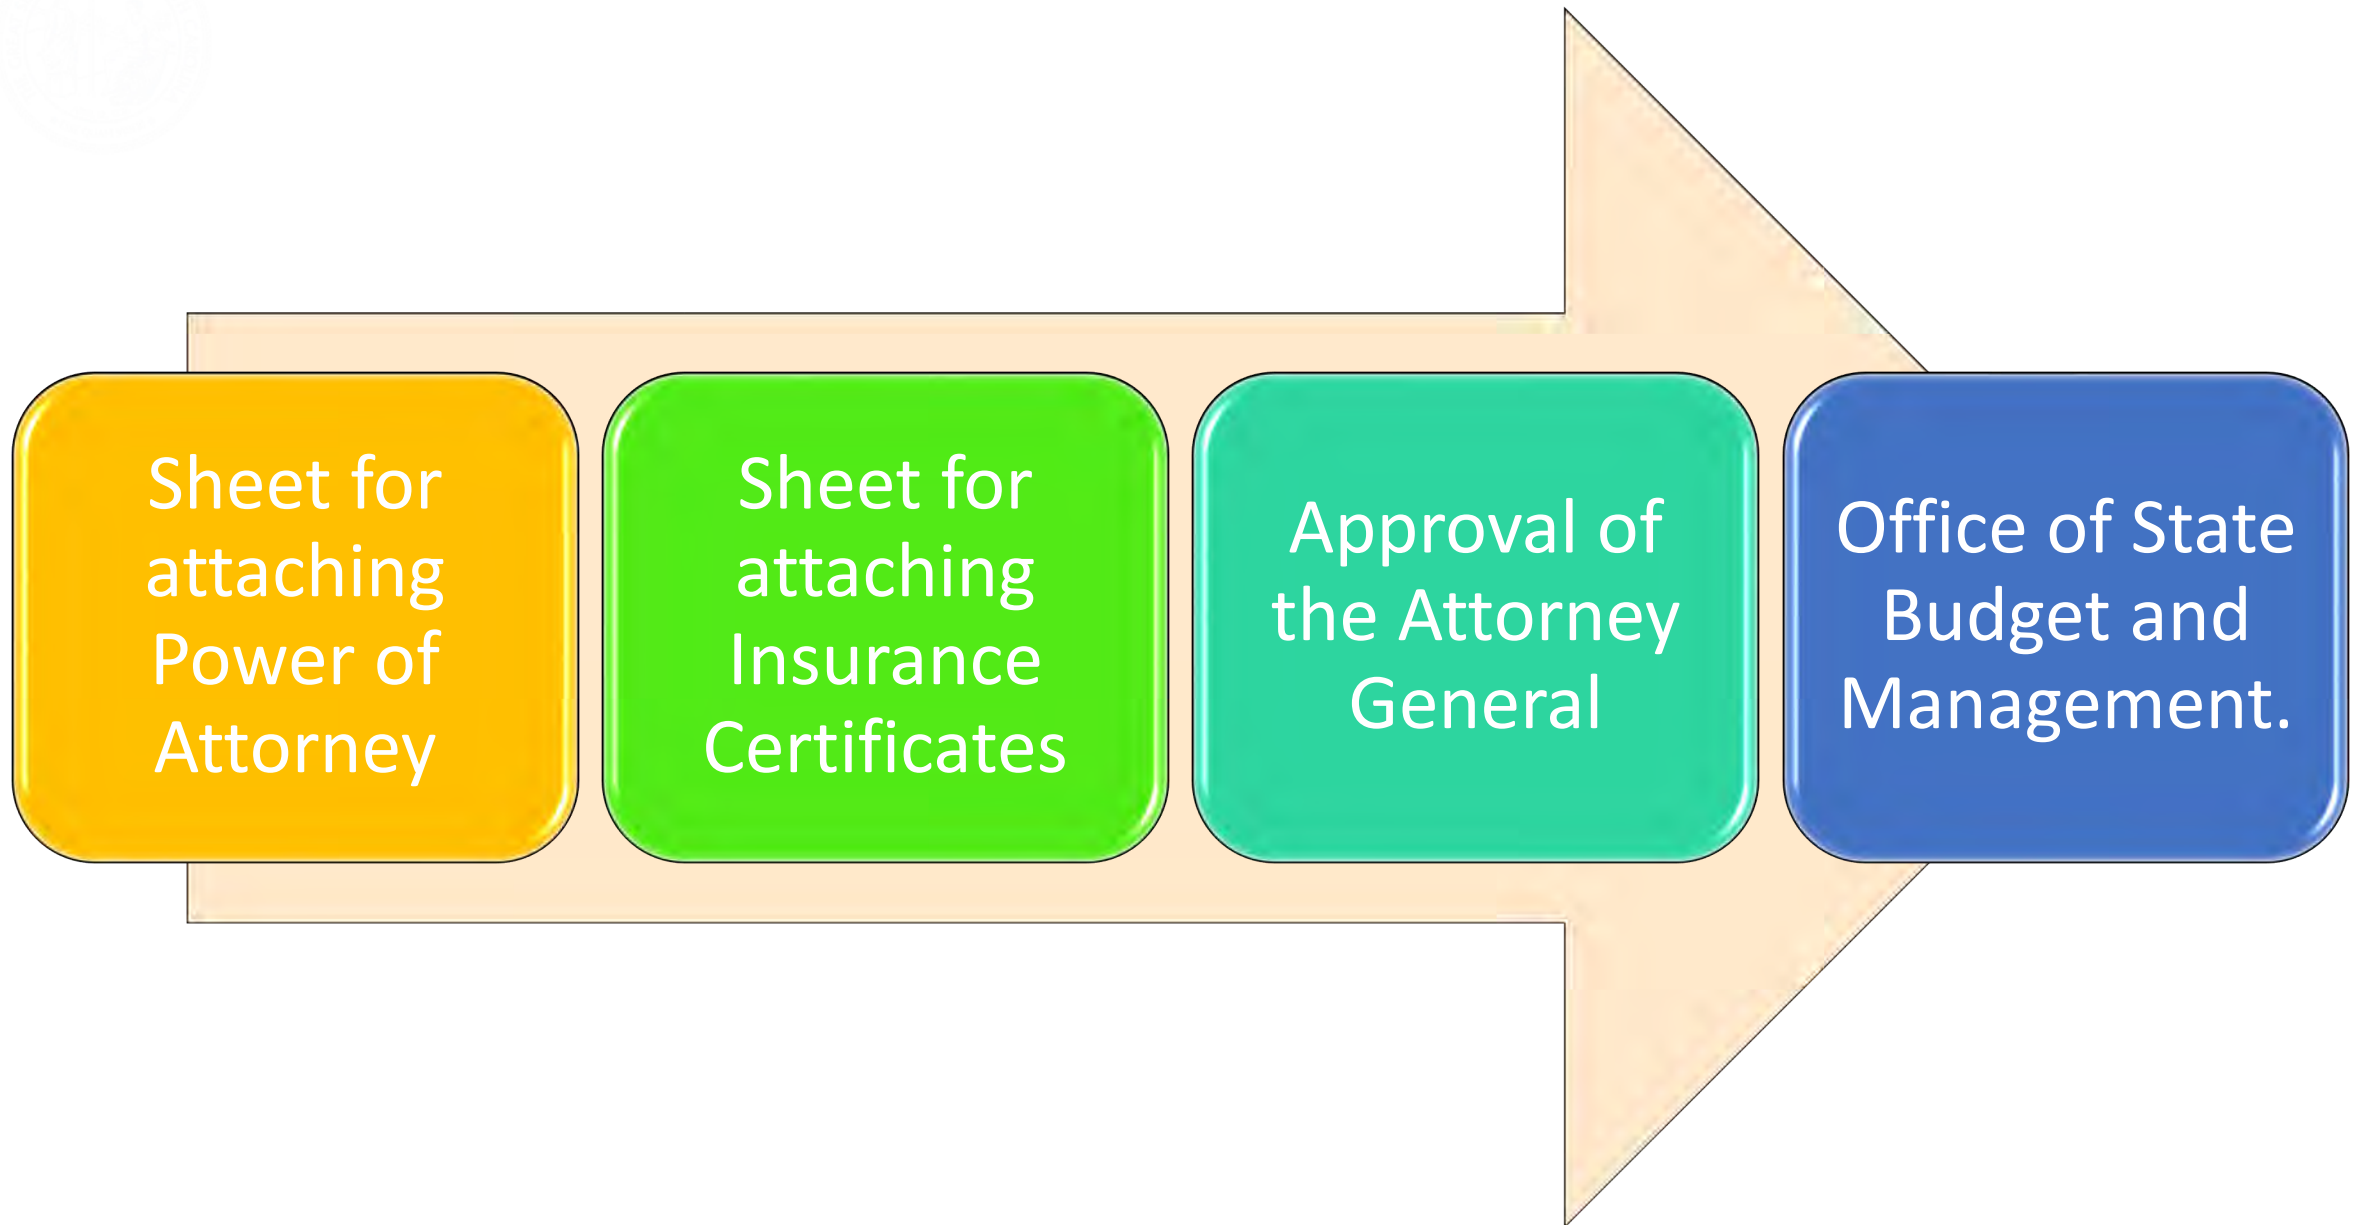 Sheet for
attaching
Power of
Attorney
Sheet for
attaching
Insurance
Certificates
Approval of
the Attorney
General
Office of State
Budget and
Management.